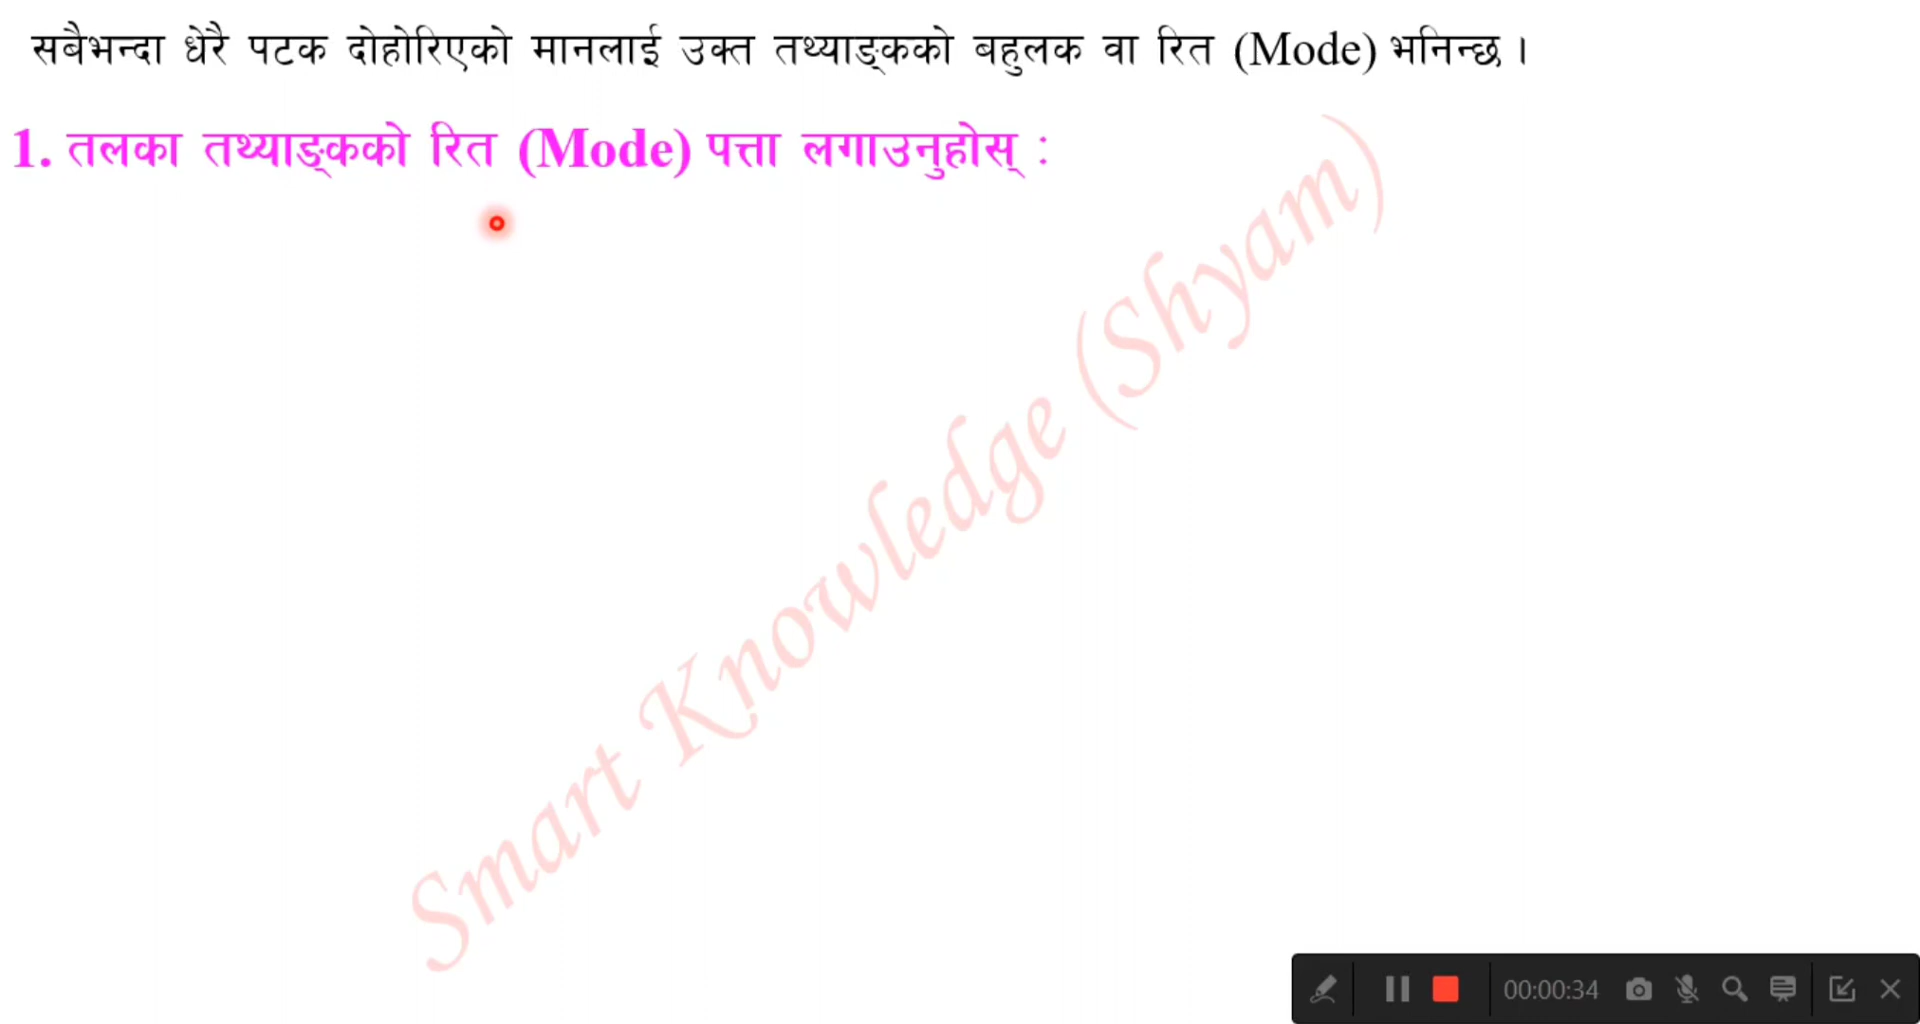 सबैभन्दा धेरै पटक दोहोरिएको मानलाई उक्त तथ्याङ्कको बहुलक वा रित (Mode) भनिन्छ ।
1. तलका तथ्याङ्कको रित (Mode) पत्ता लगाउनुहोस् :
Smart Knowledge (Shyam)
00:00:34